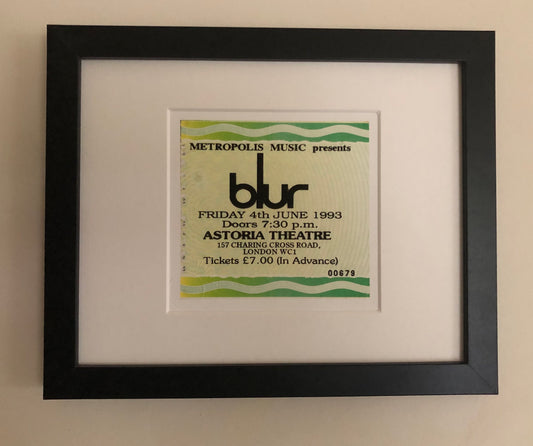 METROPOLIS MUSIC presents
blur
FRIDAY 4th JUNE 1993
Doors 7:30 p.m.
ASTORIA THEATRE
157 CHARING CROSS ROAD,
LONDON WC1
Tickets £7.00 (In Advance)
00679